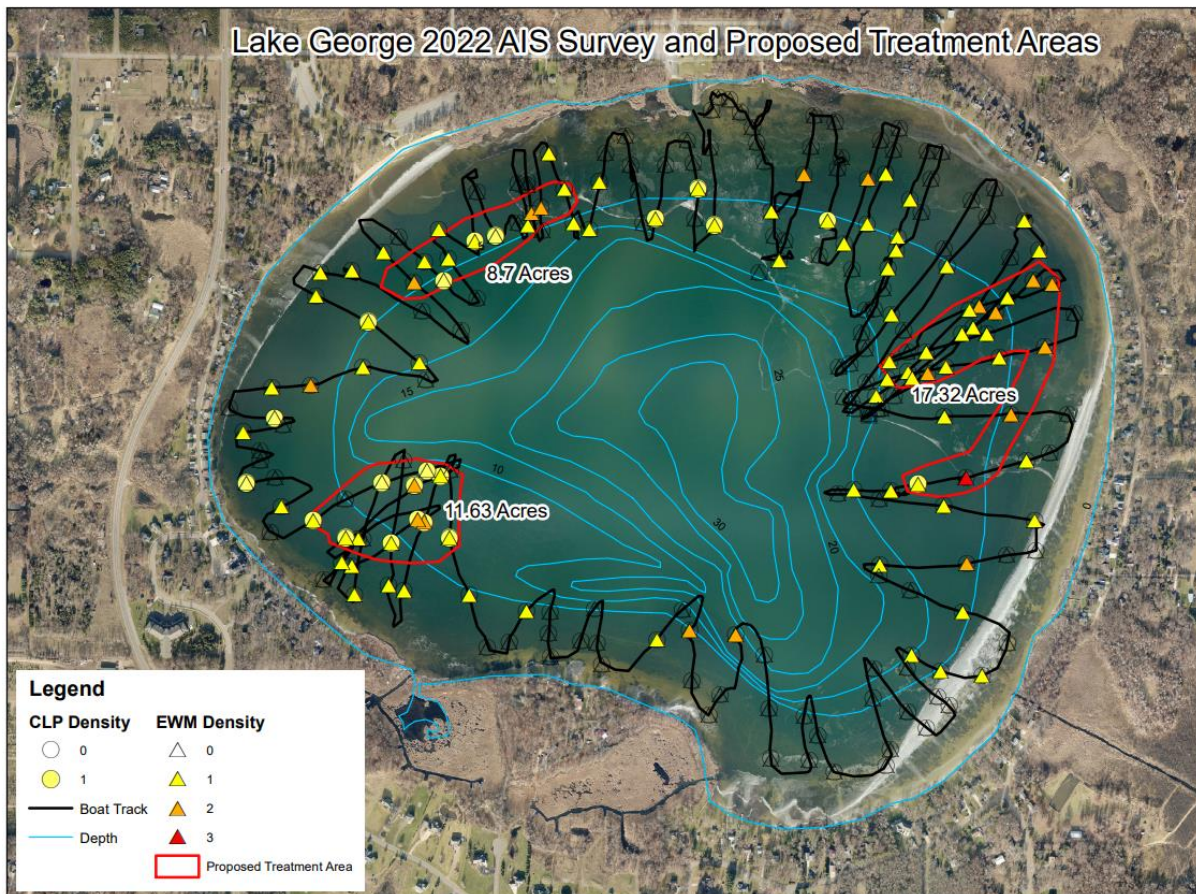 Lake George 2022 AIS Survey and Proposed Treatment Areas
8.7 Acres
25
15
17.32 Acres
10
11.63 Acres
0
30
20
Legend
CLP Density
EWM Density
0
0
1
1
Boat Track
2
Depth
3
Proposed Treatment Area